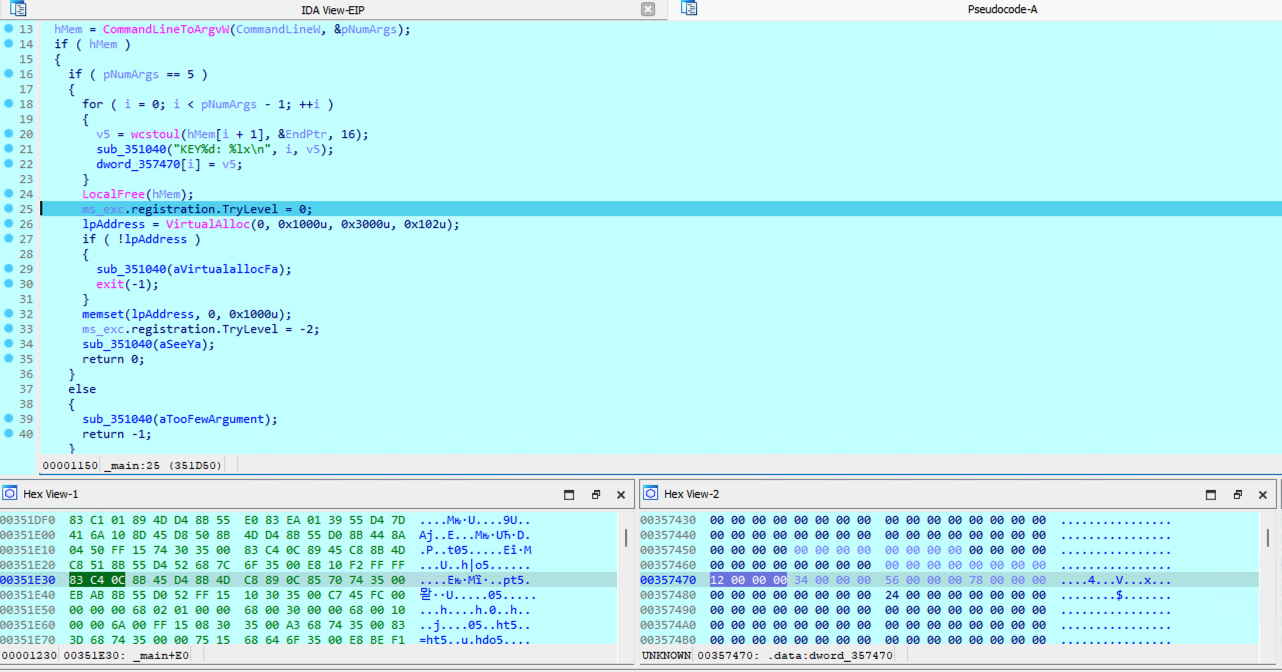 IDA View-EIP
Pseudocode-A
13 hMem = CommandLineToArgvW(CommandLineW, &pNumArgs);
14 if ( hMem )
15 {
16 if ( pNumArgs == 5 )
17 {
18 for ( i = 0; i < pNumArgs - 1; ++i )
19 {
20 v5 = wcstoul(hMem[i + 1], &EndPtr, 16);
21 sub_351040("KEY%d: %lx\n", i, v5);
22 dword_357470[i] = v5;
23 }
24 LocalFree(hMem);
25 ms_exc.registration.TryLevel = 0;
26 lpAddress = VirtualAlloc(0, 0x1000u, 0x3000u, 0x102u);
27 if ( !lpAddress )
28 {
29 sub_351040(aVirtualallocFa);
30 exit(-1);
31 }
32 memset(lpAddress, 0, 0x1000u);
33 ms_exc.registration.TryLevel = -2;
34 sub_351040(aSeeYa);
35 return 0;
36 }
37 else
38 {
39 sub_351040(aTooFewArgument);
40 return -1;
}
00001150 _main:25 (351D50)
Hex View-1
00351DF0 83 C1 01 89 4D D4 8B 55 E0 83 EA 01 39 55 D4 7D
00351E00 41 6A 10 8D 45 D8 50 8B 4D D4 8B 55 D0 8B 44 8A
00351E10 04 50 FF 15 74 30 35 00 83 C4 0C 89 45 C8 8B 4D
00351E20 C8 51 8B 55 D4 52 68 7C 6F 35 00 E8 10 F2 FF FF
00351E30 83 C4 0C 8B 45 D4 8B 4D C8 89 0C 85 70 74 35 00
00351E40 EB AB 8B 55 D0 52 FF 15 10 30 35 00 C7 45 FC 00
00351E50 00 00 00 68 02 01 00 00 68 00 30 00 00 68 00 10
00351E60 00 00 6A 00 FF 15 08 30 35 00 A3 68 74 35 00 83
00351E70 3D 68 74 35 00 00 75 15 68 64 6F 35 00 E8 BE F1
00001230 00351E30: _main+E0
Hex View-2
00357430 00 00 00 00 00 00 00 00 00 00 00 00 00 00 00 00 ................
00357440 00 00 00 00 00 00 00 00 00 00 00 00 00 00 00 00 ................
00357450 00 00 00 00 00 00 00 00 00 00 00 00 00 00 00 00 ................
00357460 00 00 00 00 00 00 00 00 00 00 00 00 00 00 00 00 ................
00357470 12 00 00 00 34 00 00 00 56 00 00 00 78 00 00 00 ....4...V...x...
00357480 00 00 00 00 00 00 00 00 24 00 00 00 00 00 00 00 ........$.......
00357490 00 00 00 00 00 00 00 00 00 00 00 00 00 00 00 00 ................
003574A0 00 00 00 00 00 00 00 00 00 00 00 00 00 00 00 00 ................
003574B0 00 00 00 00 00 00 00 00 00 00 00 00 00 00 00 00 ................
UNKNOWN 00357470: .data:dword_357470